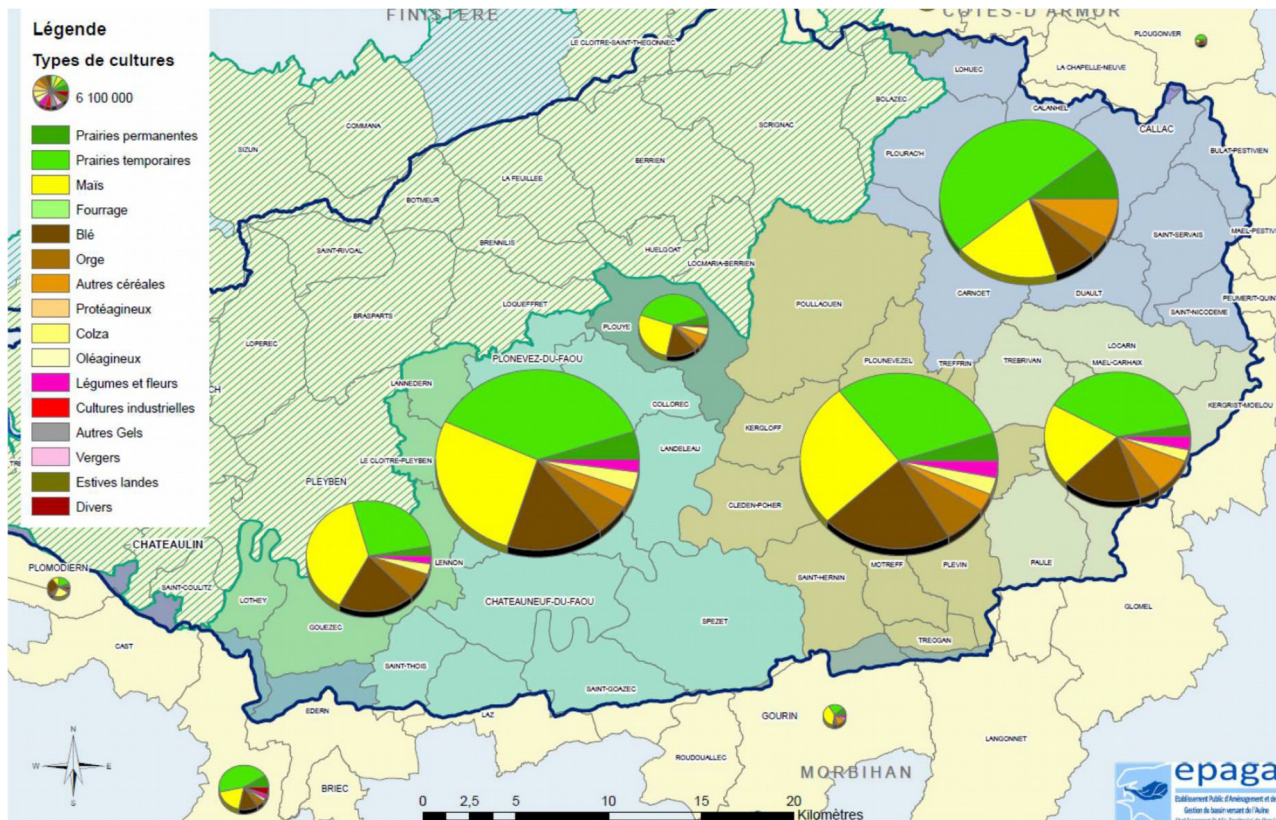 FINISTERE
COTES-D'ARMOR
Légende
Types de cultures
6 100 000
Prairies permanentes
Prairies temporaires
Maïs
Fourrage
Blé
Orge
Autres céréales
Protéagineux
Colza
Oléagineux
Légumes et fleurs
Cultures industrielles
Autres Gels
Vergers
Estives landes
Divers
LE CLOITRE-SAINT-THEGONNEC
PLOUGONVER
LOHUEC
LA CHAPELLE-NEUVE
BOLAZEC
CALANHEL
COMMANA
SCRIGNAC
CALLAC
SIZUN
PLOURAC'H
BULAT-PESTIVIEN
BERRIEN
LA FEUILLEE
BOTMEUR
SAINT-SERVAIS
MAEL-PESTIV
BRENNILIS
HUELGOAT
SAINT-RIVOAL
LOCMARIA-BERRIEN
CARNOET
DUAULT
PEUMERIT-QUIN
LOQUEFFRET
POULLAOUEN
SAINT-NICODEME
BRASPARTS
PLOUYE
LOPEREC
LOCARN
PLONEVEZ-DU-FAOU
PLOUNEVEZEL
TREFFRIN
TREBRIVAN
MAEL-CARHAIX
CH
LANNEDERN
COLLOREC
KERGRIST-MOELOU
KERGLOFF
LANDELEAU
LE CLOITRE-PLEYBEN
TRE
PLEYBEN
CLEDEN-POHER
CHATEAULIN
LENNON
PLOMODIERN
SAINT-COULITZ
MOTREFF
PLEVIN
PAULE
SAINT-HERNIN
LOTHEY
CHATEAUNEUF-DU-FAOU
GLOMEL
GOUEZEC
SPEZET
TREOGAN
CAST
SAINT-THOIS
SAINT-GOAZEC
EDERN
LAZ
GOURIN
LANGONNET
ROUDOUALLEC
BRIEC
MORBIHAN
N
W
E
S
0 2,5 5 10 15 20
Kilomètres
epaga
Etablissement Public d'Aménagement et de
Gestion du bassin versant de l'Aulne